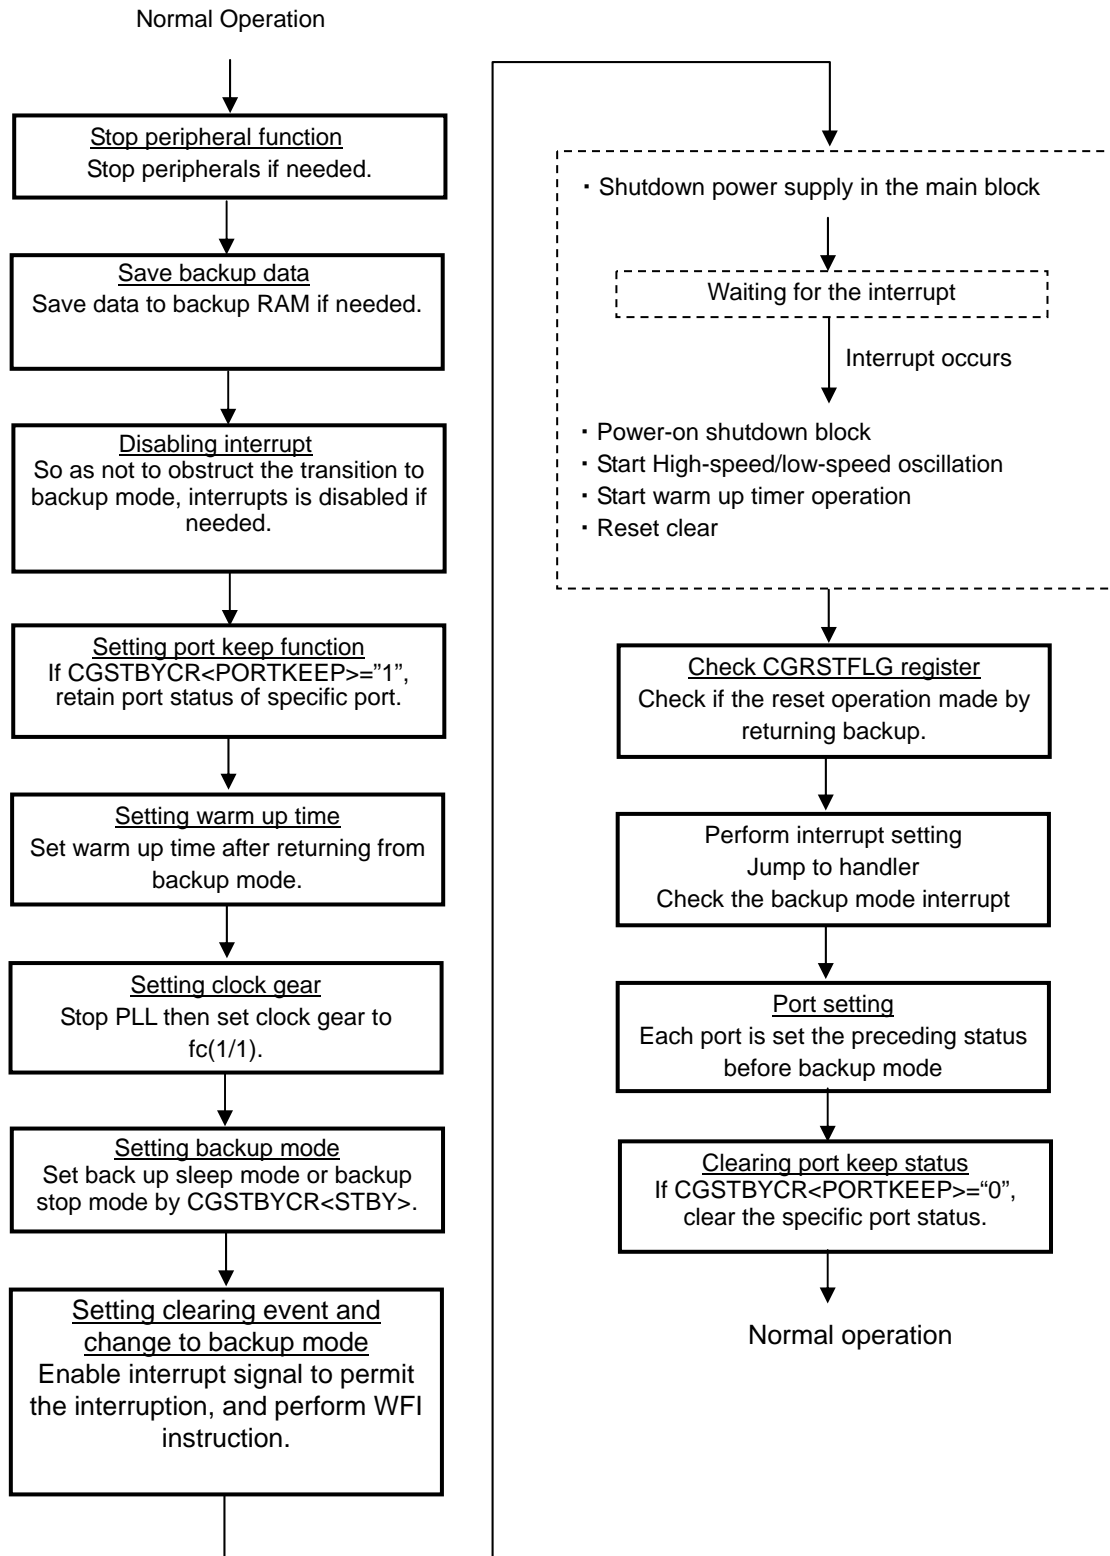 Normal Operation
Stop peripheral function
Stop peripherals if needed.
Save backup data
Save data to backup RAM if needed.
Disabling interrupt
So as not to obstruct the transition to
backup mode, interrupts is disabled if
needed.
Setting port keep function
If CGSTBYCR<PORTKEEP>=”1”,
retain port status of specific port.
Setting warm up time
Set warm up time after returning from
backup mode.
Setting clock gear
Stop PLL then set clock gear to
fc(1/1).
Setting backup mode
Set back up sleep mode or backup
stop mode by CGSTBYCR<STBY>.
Setting clearing event and
change to backup mode
Enable interrupt signal to permit
the interruption, and perform WFI
instruction.
・Shutdown power supply in the main block
Waiting for the interrupt
Interrupt occurs
・Power-on shutdown block
・Start High-speed/low-speed oscillation
・Start warm up timer operation
・Reset clear
Check CGRSTFLG register
Check if the reset operation made by
returning backup.
Perform interrupt setting
Jump to handler
Check the backup mode interrupt
Port setting
Each port is set the preceding status
before backup mode
Clearing port keep status
If CGSTBYCR<PORTKEEP>=“0”,
clear the specific port status.
Normal operation